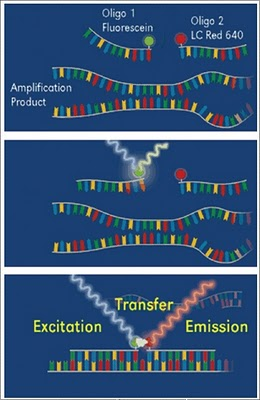 Oligo 1
Fluorescein
Oligo 2
LC Red 640
Amplification
Product
Transfer
Excitation
Emission